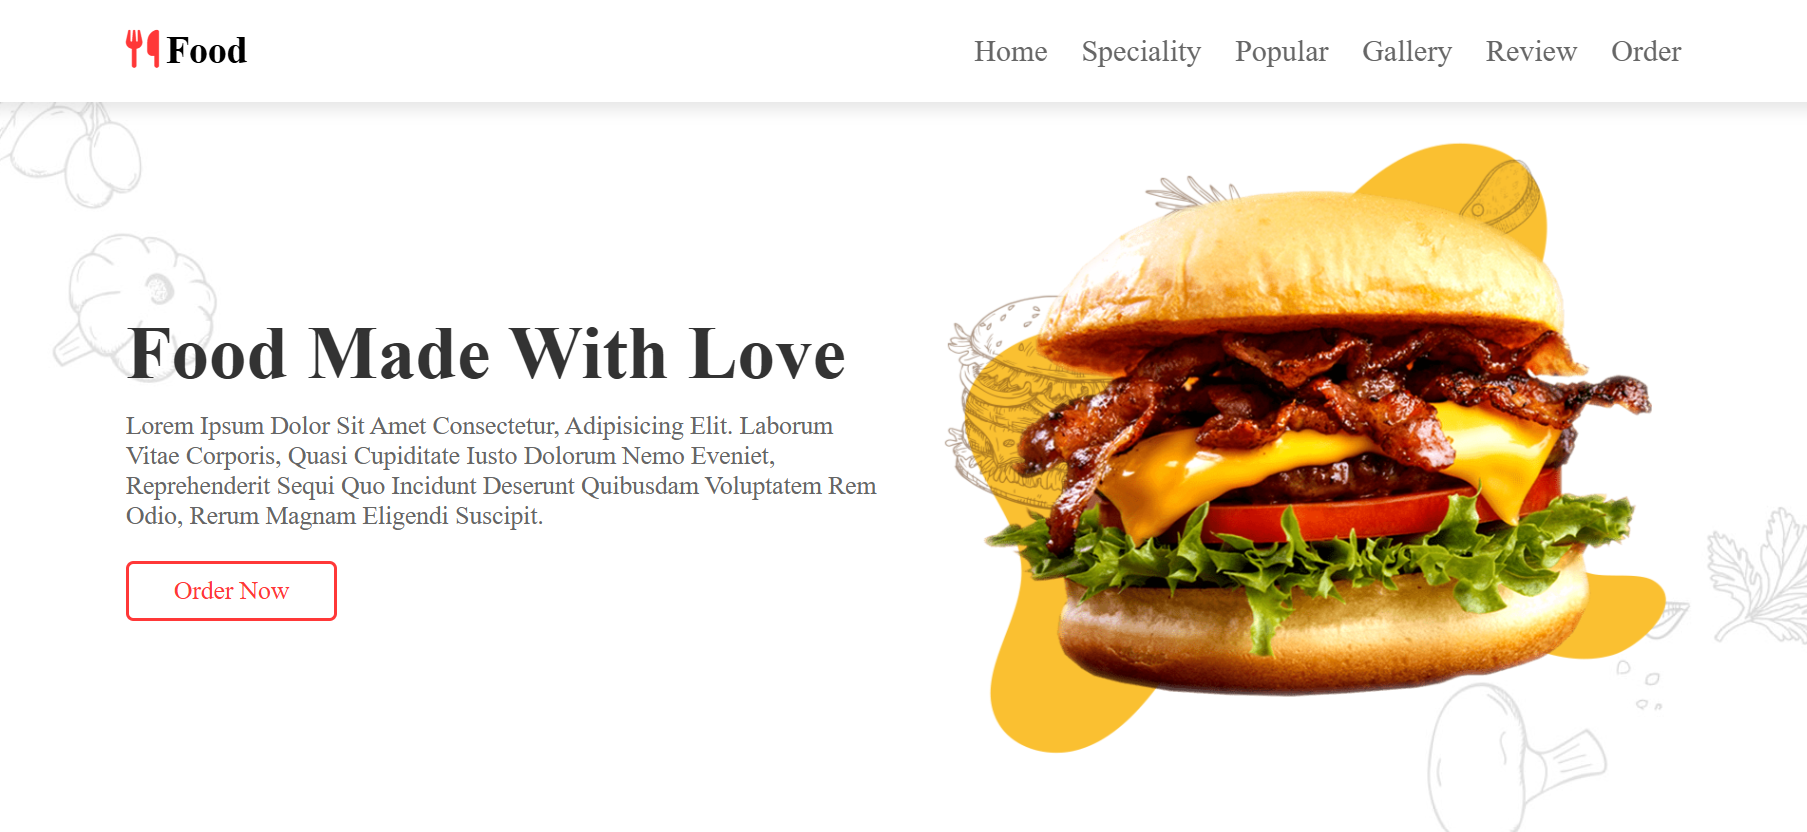 Food
Home Speciality Popular Gallery Review Order
Food Made With Love
Lorem Ipsum Dolor Sit Amet Consectetur, Adipisicing Elit. Laborum
Vitae Corporis, Quasi Cupiditate Iusto Dolorum Nemo Eveniet,
Reprehenderit Sequi Quo Incidunt Deserunt Quibusdam Voluptatem Rem
Odio, Rerum Magnam Eligendi Suscipit.
Order Now